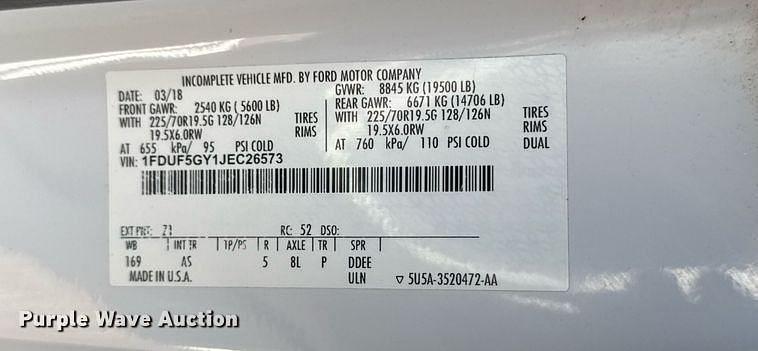 INCOMPLETE VEHICLE MFD. BY FORD MOTOR COMPANY
DATE: 03/18 GVWR: 8845 KG (19500 LB)
FRONT GAWR: 2540 KG ( 5600 LB) REAR GAWR: 6671 KG (14706 LB)
WITH 225/70R19.5G 128/126N TIRES WITH 225/70R19.5G 128/126N TIRES
19.5X6.0RW RIMS 19.5X6.0RW RIMS
AT 655 kPa/ 95 PSI COLD AT 760 kPa/ 110 PSI COLD DUAL
VIN: 1FDUF5GY1JEC26573
EXT PNT: Z1 RC: 52 DSO:
WB INT TR TP/PS R AXLE TR SPR
169 AS 5 8L P DDEE
MADE IN U.S.A. ULN ▽ 5U5A-3520472-AA
Purple Wave Auction